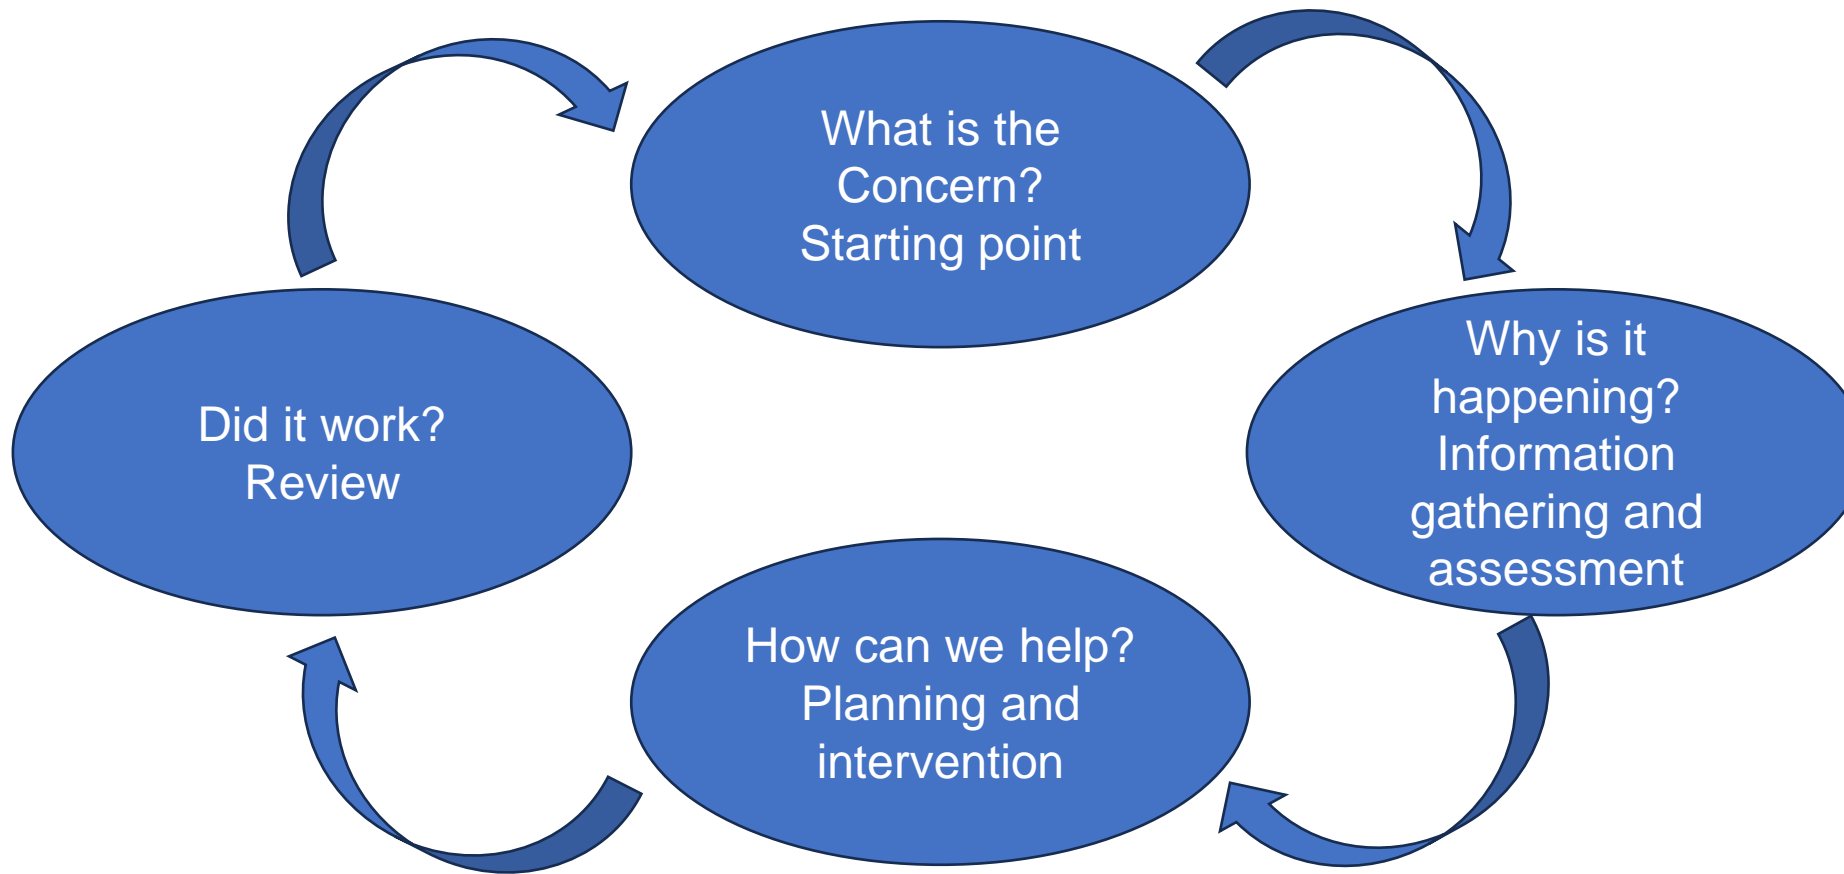 What is the
Concern?
Starting point
Why is it
happening?
Information
gathering and
assessment
How can we help?
Planning and
intervention
Did it work?
Review